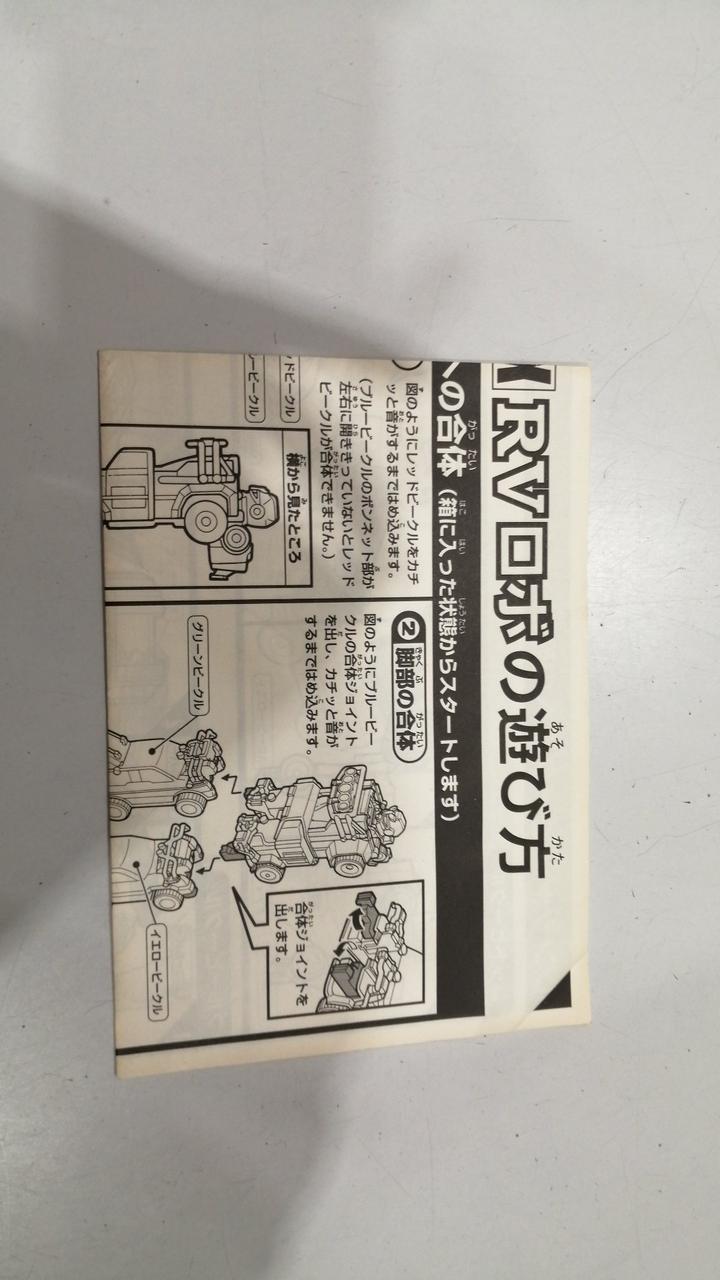 RVロボの遊び方
への合体（箱に入った状態からスタートします）
図のようにレッドビークルをカチ
ッと音がするまではめ込みます。
（ブルービークルのボンネット部が
左右に開ききっていないとレッド
ビークルが合体できません。）
ッドビークル
ービークル
横から見たところ
②脚部の合体
図のようにブルービー
クルの合体ジョイント
を出し、カチッと音が
するまではめ込みます。
グリーンビークル
合体ジョイントを
出します。
イエロービークル